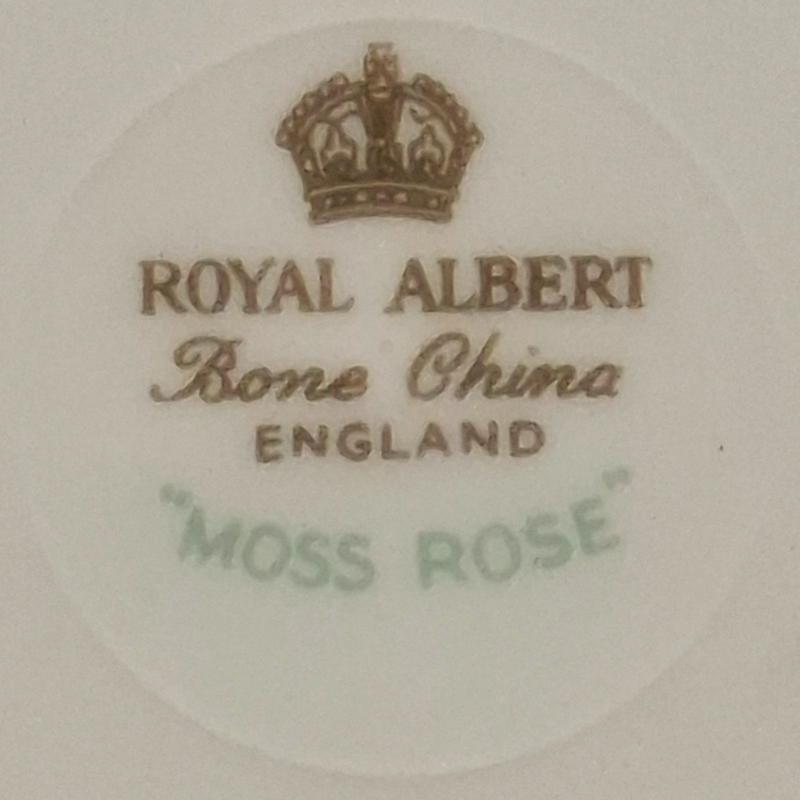 ROYAL ALBERT
Bone China
ENGLAND
"MOSS ROSE"